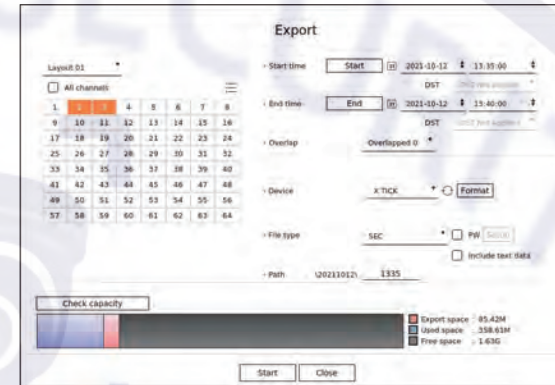 Export
Layout 01
All channels
1 2 3 4 5 6 7 8
9 10 11 12 13 14 15 16
17 18 19 20 21 22 23 24
25 26 27 28 29 30 31 32
33 34 35 36 37 38 39 40
41 42 43 44 45 46 47 48
49 50 51 52 53 54 55 56
57 58 59 60 61 62 63 64
Start time Start 2021-10-12 13:35:00
DST
End time End 2021-10-12 13:40:00
DST
Overlap Overlapped 0
Device X:TICK Format
File type SEC PW
Include text data
Path \20211012\ 1335
Check capacity
Export space : 85.42M
Used space : 358.61M
Free space : 1.63G
Start Close